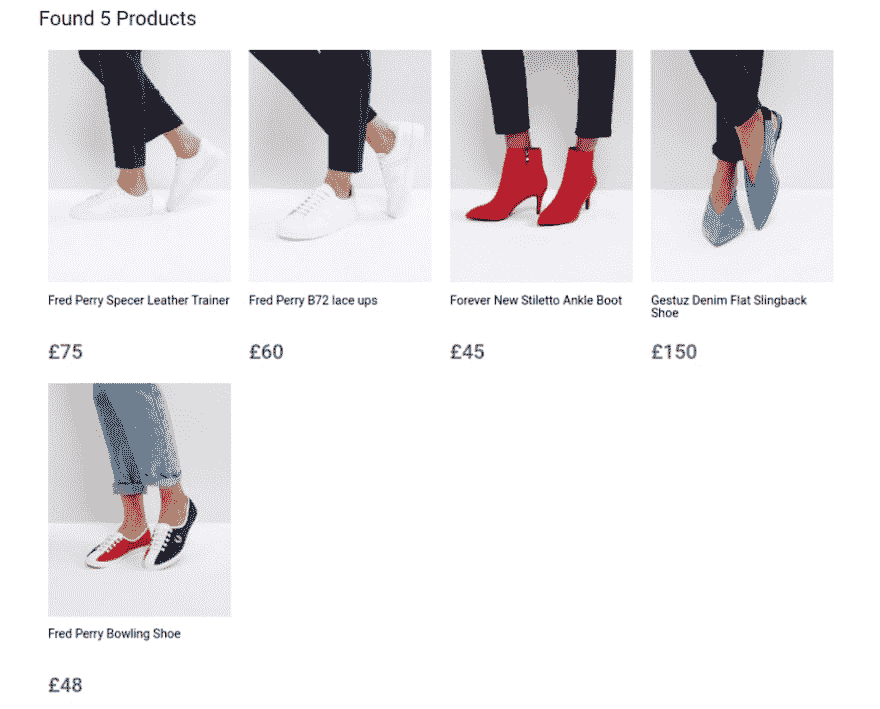 Found 5 Products
Fred Perry Specer Leather Trainer
Fred Perry B72 lace ups
Forever New Stiletto Ankle Boot
Gestuz Denim Flat Slingback
Shoe
£75
£60
£45
£150
Fred Perry Bowling Shoe
£48